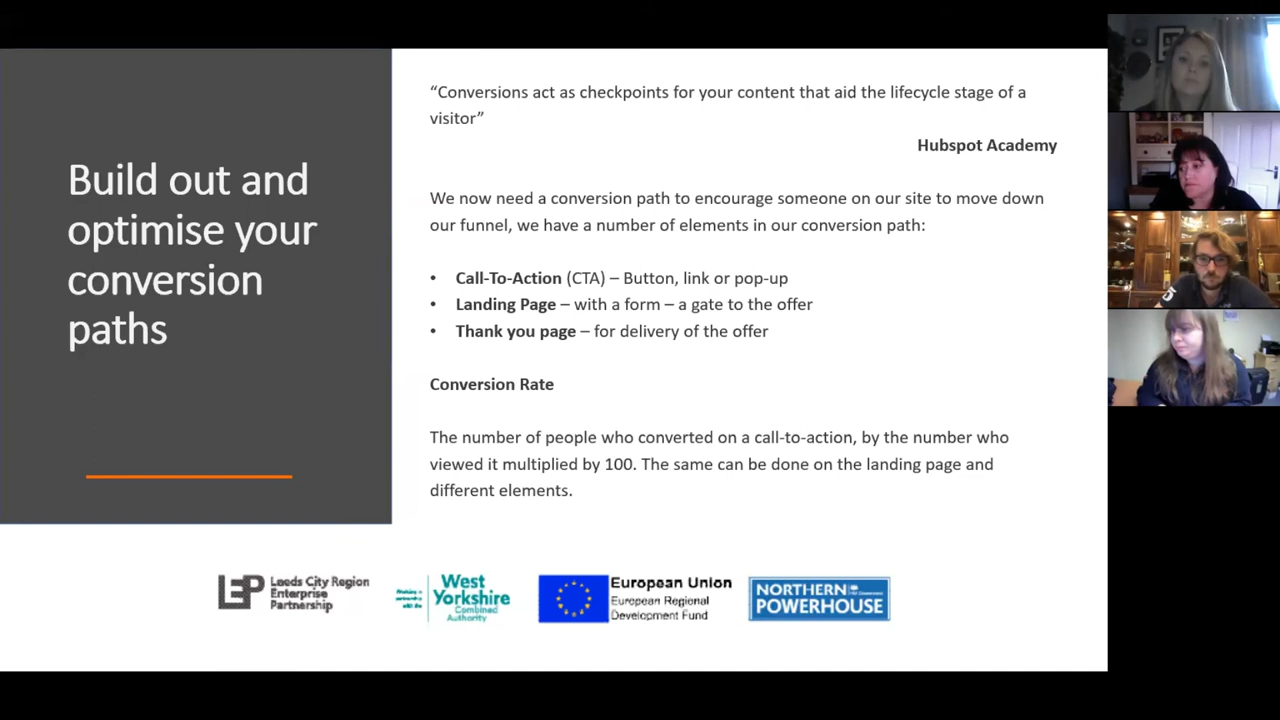 Build out and
optimise your
conversion
paths
“Conversions act as checkpoints for your content that aid the lifecycle stage of a
visitor”
Hubspot Academy
We now need a conversion path to encourage someone on our site to move down
our funnel, we have a number of elements in our conversion path:
• Call-To-Action (CTA) – Button, link or pop-up
• Landing Page – with a form – a gate to the offer
• Thank you page – for delivery of the offer
Conversion Rate
The number of people who converted on a call-to-action, by the number who
viewed it multiplied by 100. The same can be done on the landing page and
different elements.
LEP
Leeds City Region
Enterprise
Partnership
West
Yorkshire
Combined
Authority
European Union
European Regional
Development Fund
NORTHERN
POWERHOUSE
5